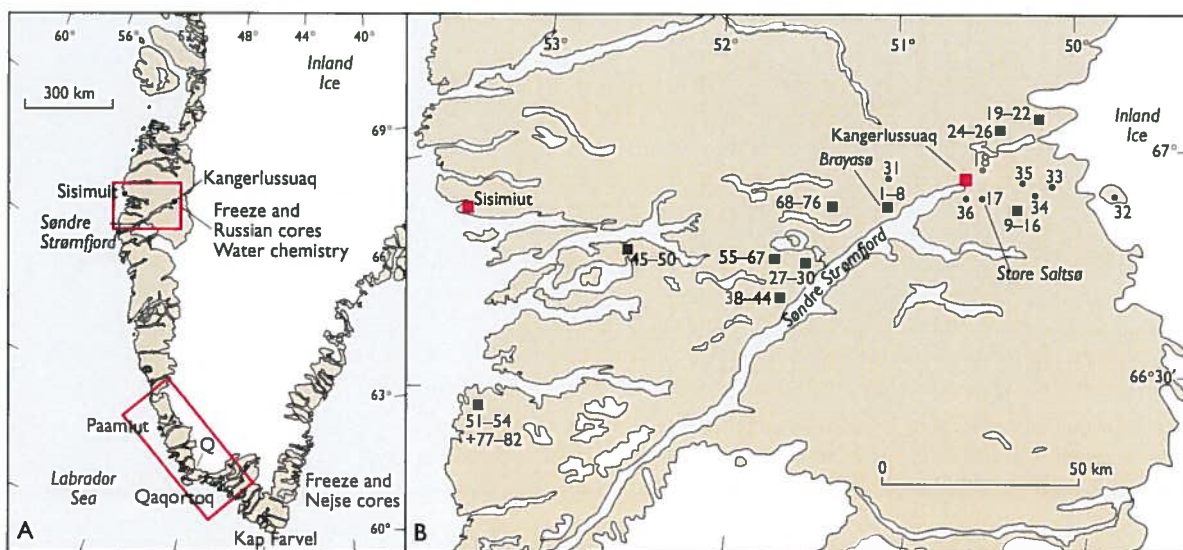 60°
56°
52°
48°
40°
Inland
Ice
300 km
69°
Sisimuit
Kangerlussuaq
Søndre
Strømfjord
Freeze and
Russian cores
Water chemistry
66°
63°
Paamiut
Q
Labrador
Sea
Qaqortoq
Freeze and
Nejse cores
Kap Farvel
60°
A
53°
52
51
50
19–22
24–26
Inland
Ice
67°
Kangerlussuaq
Brayasø
18
31
35
33
Sisimiut
68–76
1–8
36
17
34
32
9–16
45–50
55–67
27–30
Store Saltsø
38–44
Søndre Strømfjord
66°30′
51–54
+77–82
0
50 km
B